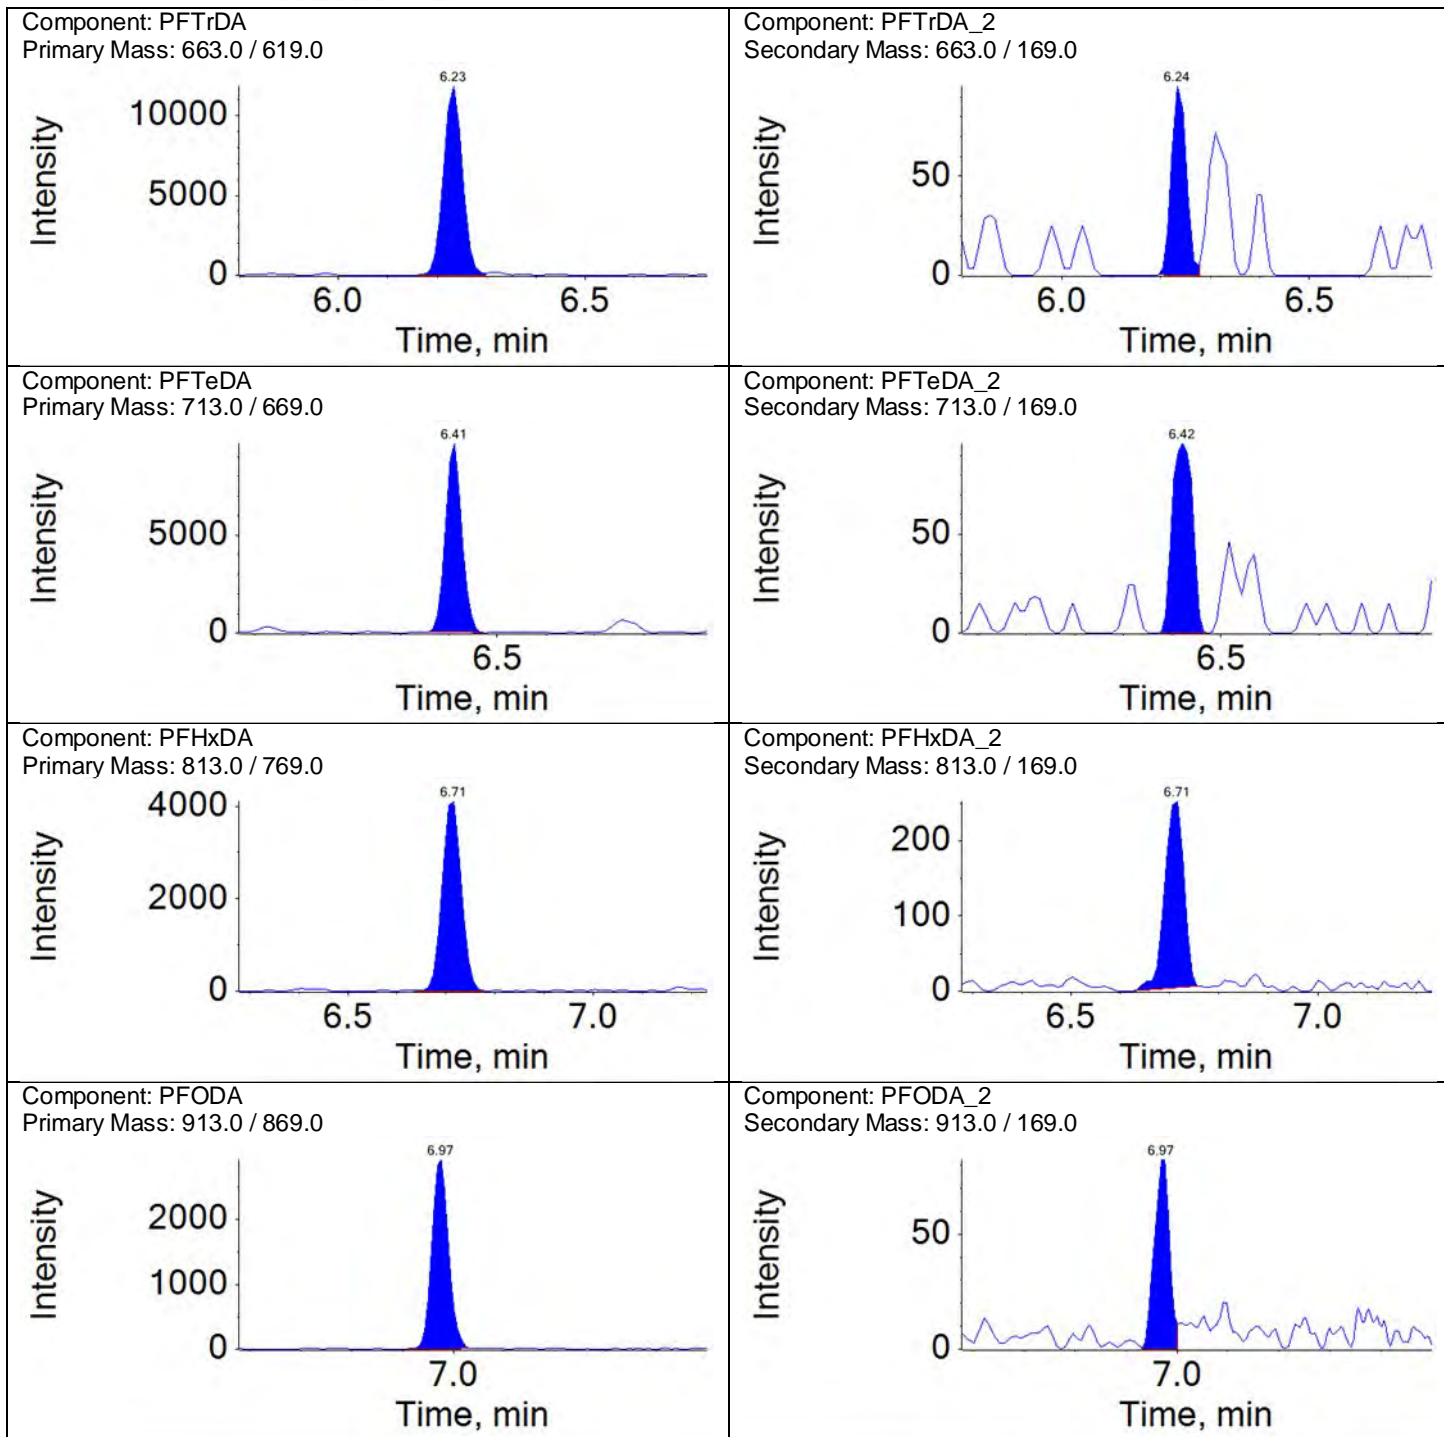 Component: PFTrDA
Primary Mass: 663.0 / 619.0
6.23
10000
5000
0
Intensity
6.0 6.5
Time, min
Component: PFTrDA_2
Secondary Mass: 663.0 / 169.0
6.24
50
0
Intensity
6.0 6.5
Time, min
Component: PFTeDA
Primary Mass: 713.0 / 669.0
6.41
5000
0
Intensity
6.5
Time, min
Component: PFTeDA_2
Secondary Mass: 713.0 / 169.0
6.42
50
0
Intensity
6.5
Time, min
Component: PFHxDA
Primary Mass: 813.0 / 769.0
6.71
4000
2000
0
Intensity
6.5 7.0
Time, min
Component: PFHxDA_2
Secondary Mass: 813.0 / 169.0
6.71
200
100
0
Intensity
6.5 7.0
Time, min
Component: PFODA
Primary Mass: 913.0 / 869.0
6.97
2000
1000
0
Intensity
7.0
Time, min
Component: PFODA_2
Secondary Mass: 913.0 / 169.0
6.97
50
0
Intensity
7.0
Time, min